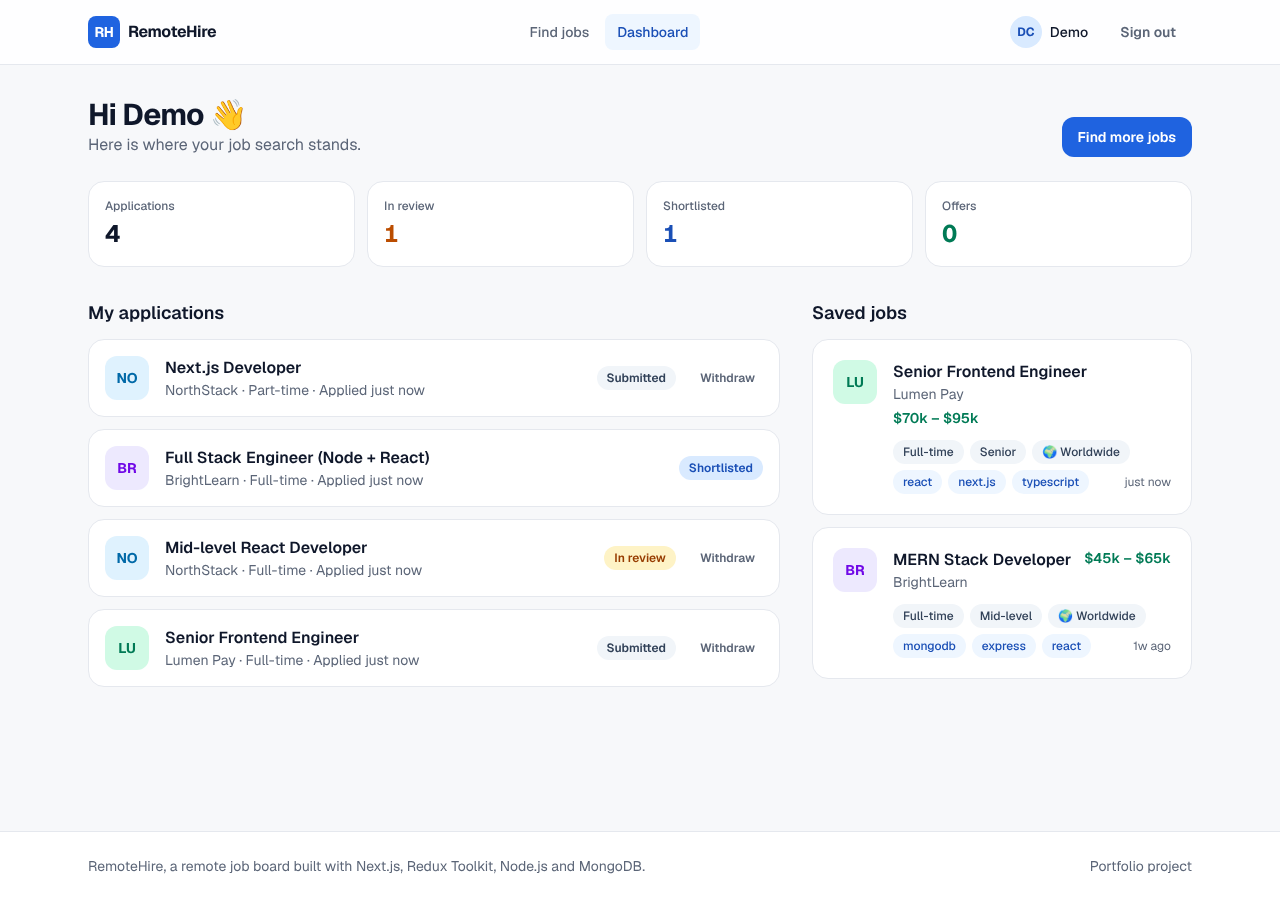 RH RemoteHire Find jobs Dashboard DC Demo Sign out
Hi Demo 👋
Here is where your job search stands.
Find more jobs
Applications
4
In review
1
Shortlisted
1
Offers
0
My applications
NO
Next.js Developer
NorthStack · Part-time · Applied just now
Submitted Withdraw
BR
Full Stack Engineer (Node + React)
BrightLearn · Full-time · Applied just now
Shortlisted
NO
Mid-level React Developer
NorthStack · Full-time · Applied just now
In review Withdraw
LU
Senior Frontend Engineer
Lumen Pay · Full-time · Applied just now
Submitted Withdraw
Saved jobs
LU
Senior Frontend Engineer
Lumen Pay
$70k – $95k
Full-time Senior 🌍 Worldwide
react next.js typescript just now
BR
MERN Stack Developer $45k – $65k
BrightLearn
Full-time Mid-level 🌍 Worldwide
mongodb express react 1w ago
RemoteHire, a remote job board built with Next.js, Redux Toolkit, Node.js and MongoDB. Portfolio project